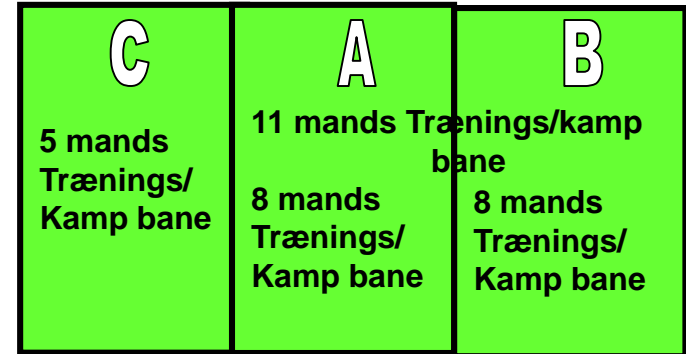 C
A
B
11 mands Trænings/kamp
bane
5 mands
Trænings/
Kamp bane
8 mands
Trænings/
Kamp bane
8 mands
Trænings/
Kamp bane